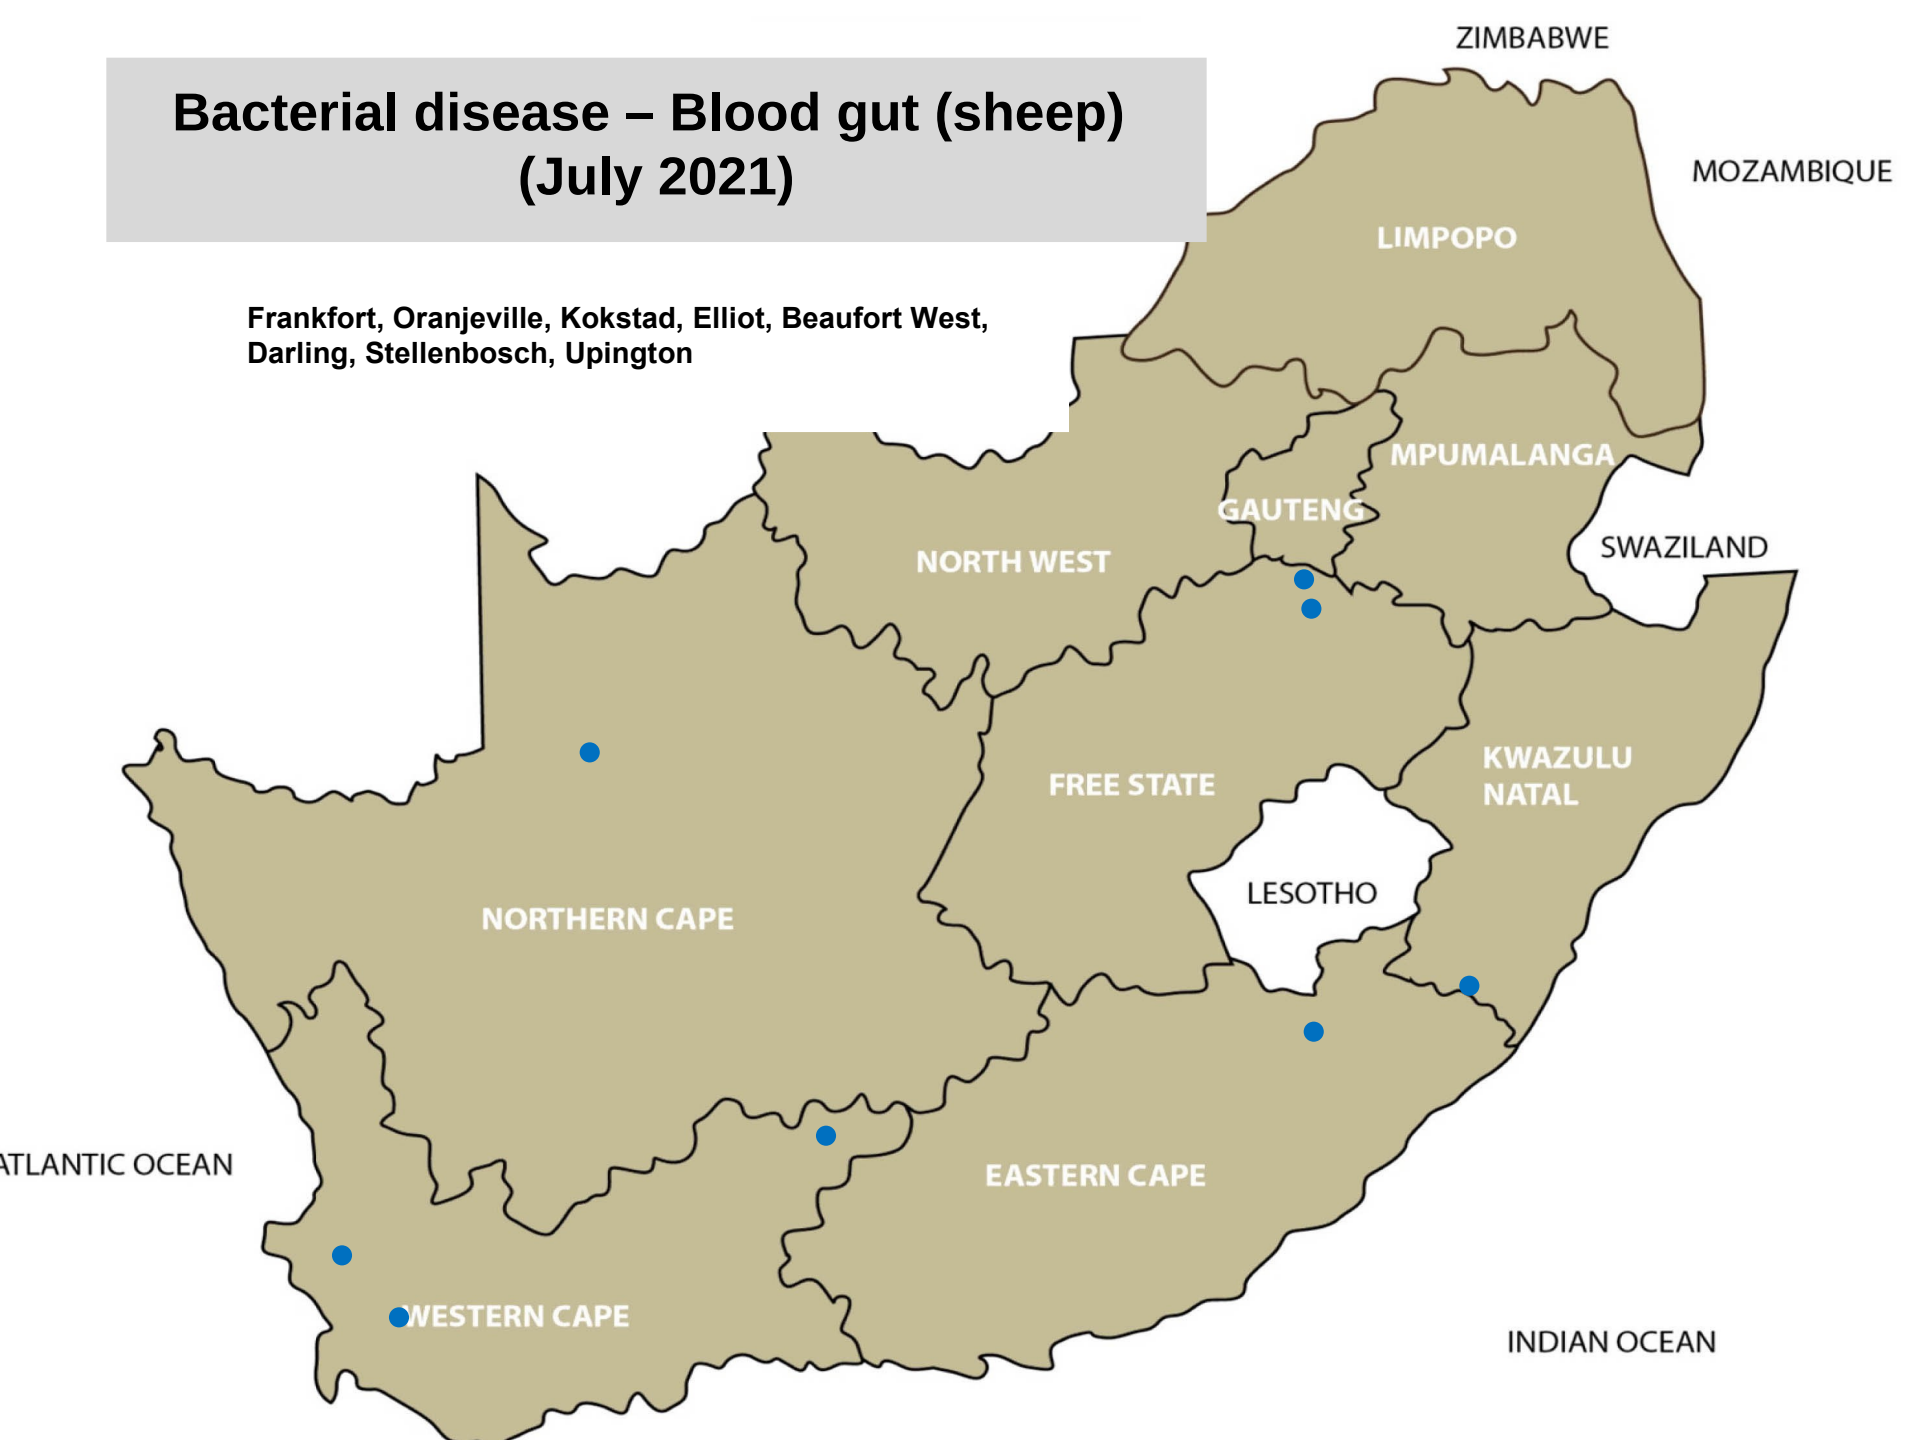 Bacterial disease – Blood gut (sheep)
(July 2021)
Frankfort, Oranjeville, Kokstad, Elliot, Beaufort West,
Darling, Stellenbosch, Upington
ZIMBABWE
MOZAMBIQUE
LIMPOPO
MPUMALANGA
GAUTENG
SWAZILAND
NORTH WEST
KWAZULU
NATAL
FREE STATE
LESOTHO
NORTHERN CAPE
ATLANTIC OCEAN
EASTERN CAPE
WESTERN CAPE
INDIAN OCEAN